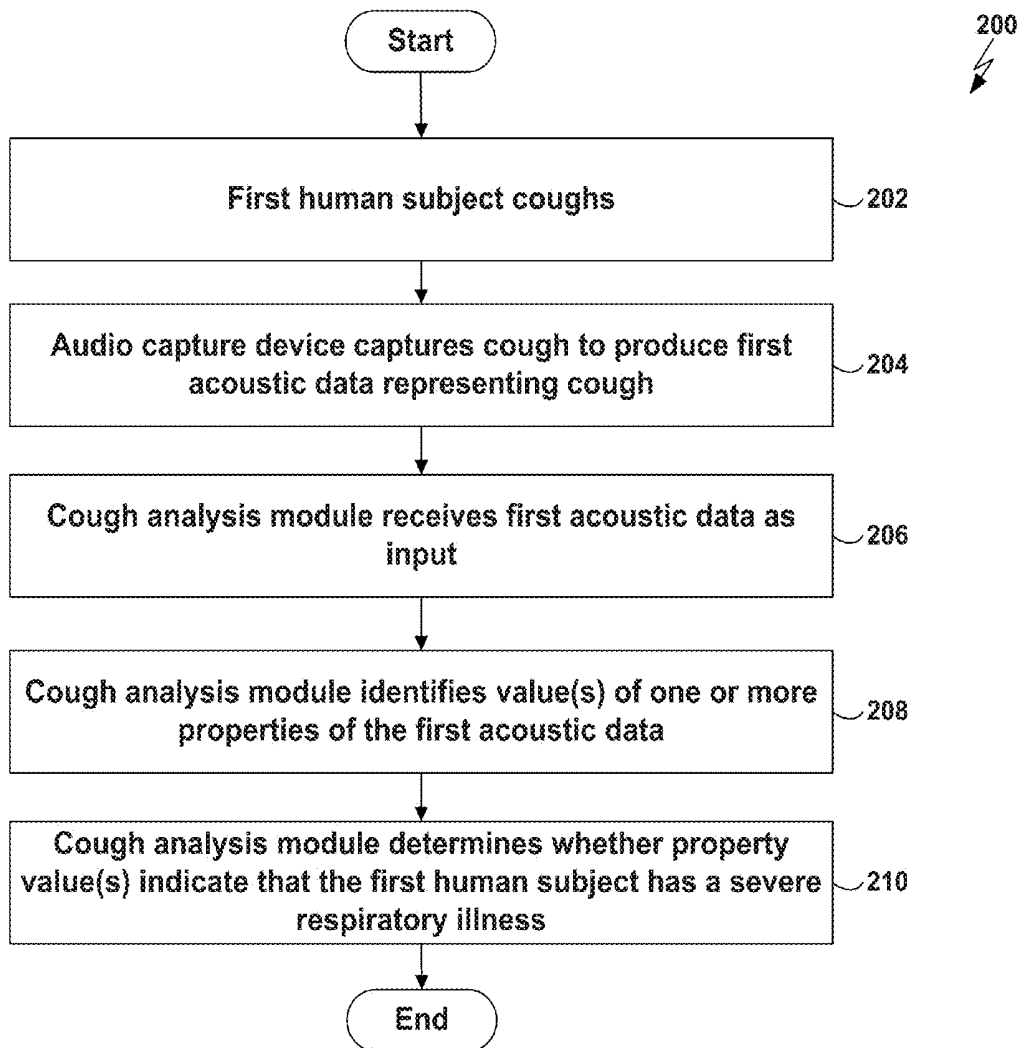 Start
200
First human subject coughs
202
Audio capture device captures cough to produce first
acoustic data representing cough
204
Cough analysis module receives first acoustic data as
input
206
Cough analysis module identifies value(s) of one or more
properties of the first acoustic data
208
Cough analysis module determines whether property
value(s) indicate that the first human subject has a severe
respiratory illness
210
End